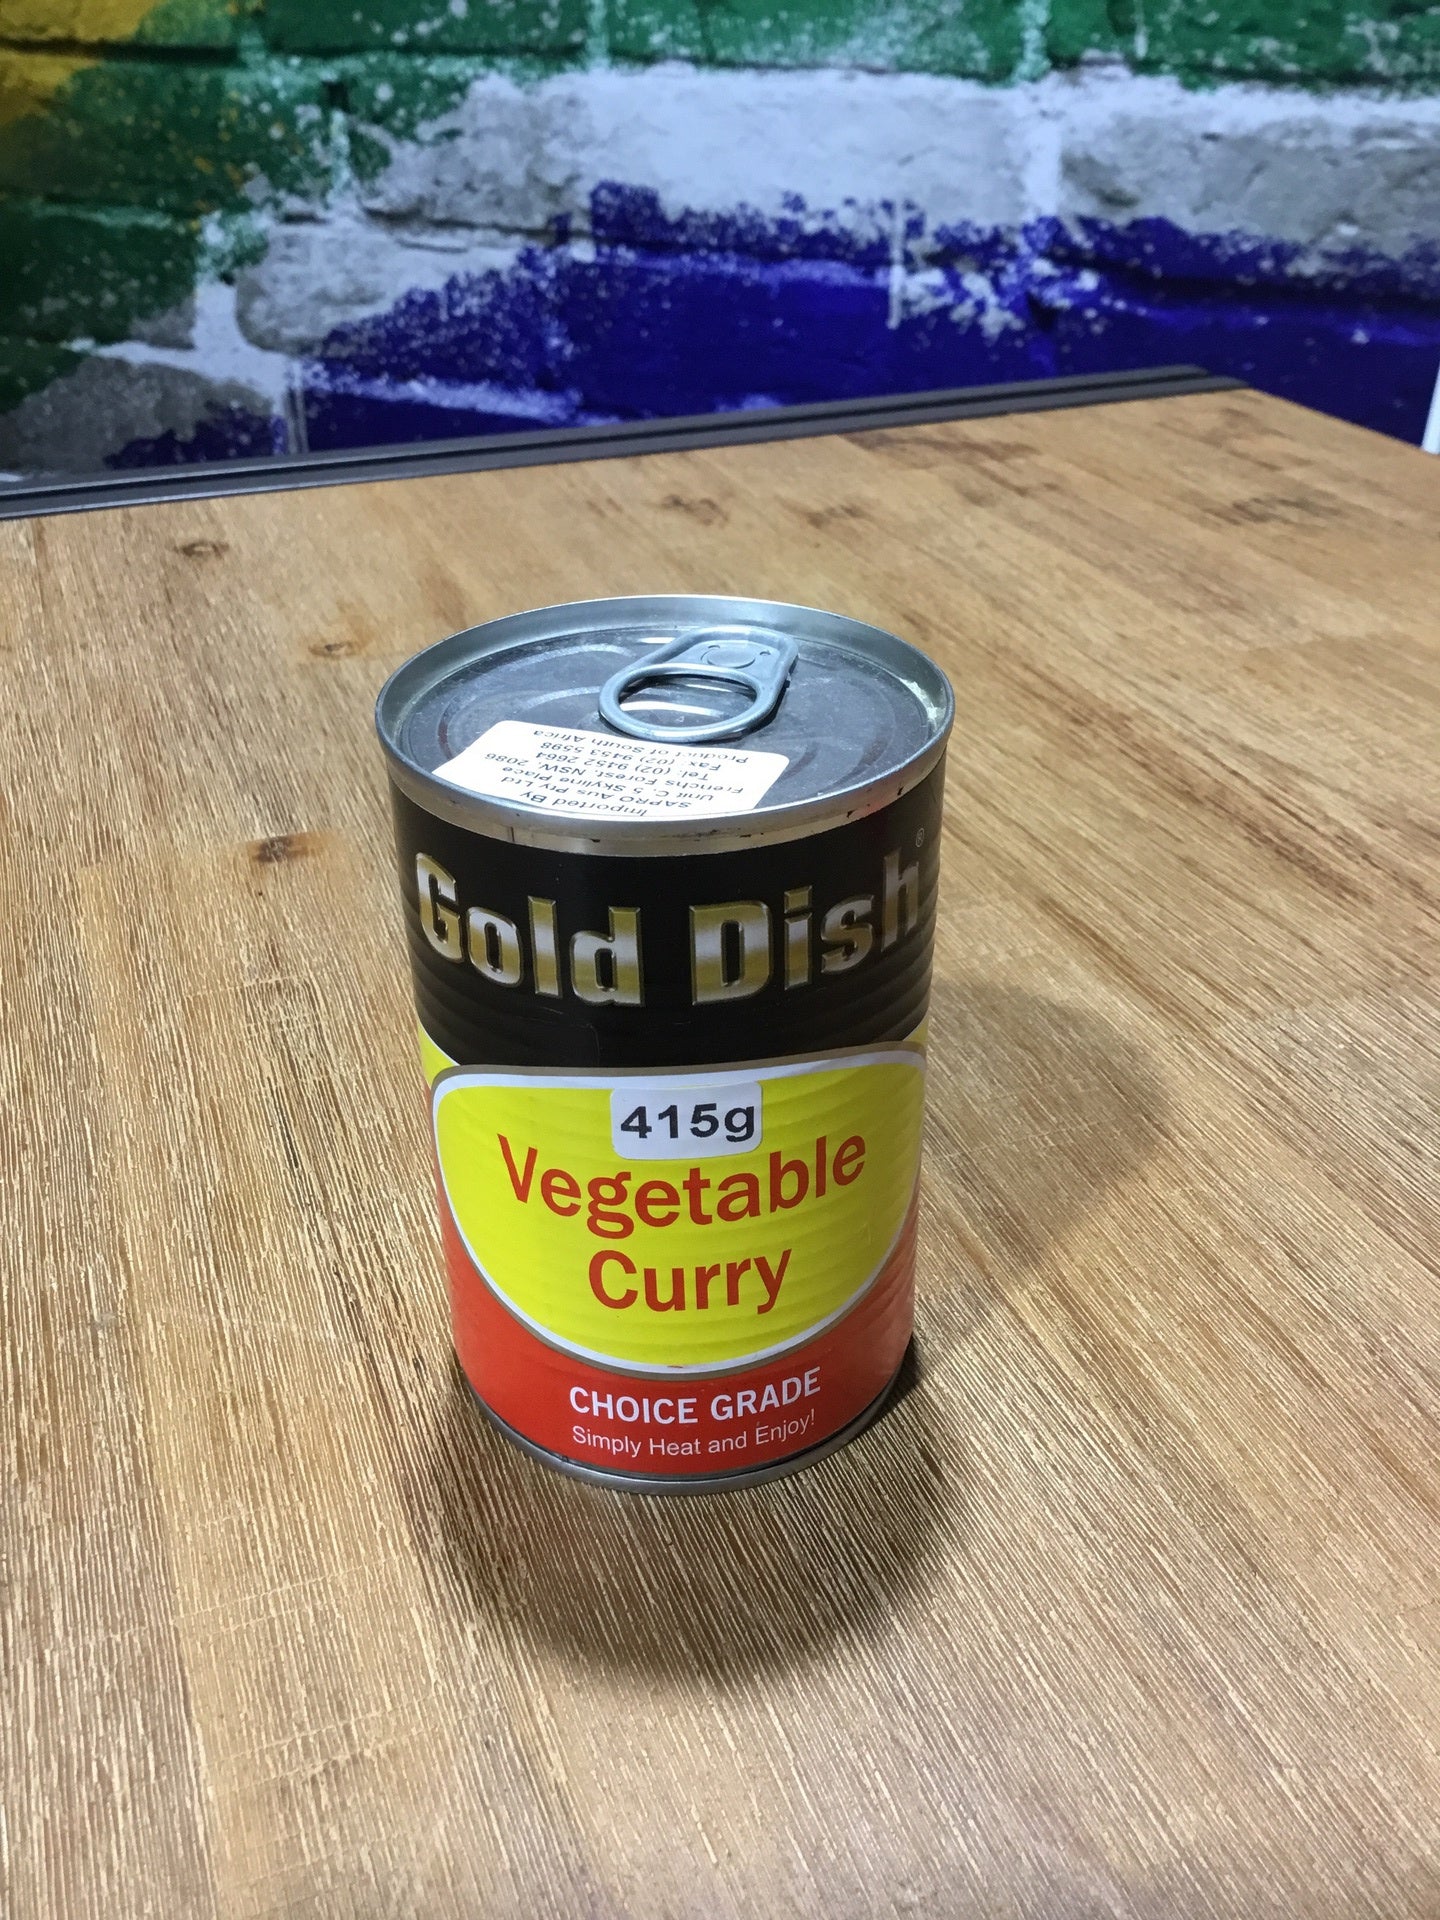 Imported By
SAPRO Aus Pty Ltd
Unit C, 5 Skyline Place
Frenchs Forest, NSW, 2086
Tel: (02) 9452 2664
Fax: (02) 9453 5598
Product of South Africa
Gold Dish®
415g
Vegetable
Curry
CHOICE GRADE
Simply Heat and Enjoy!